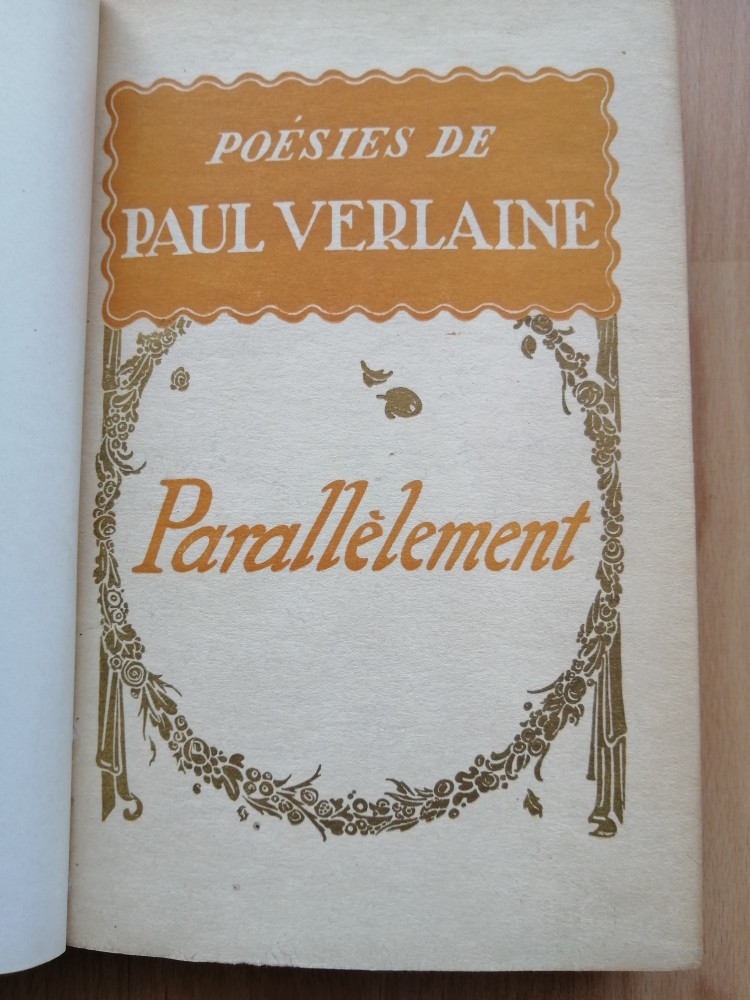 POÉSIES DE
PAUL VERLAINE
Parallèlement